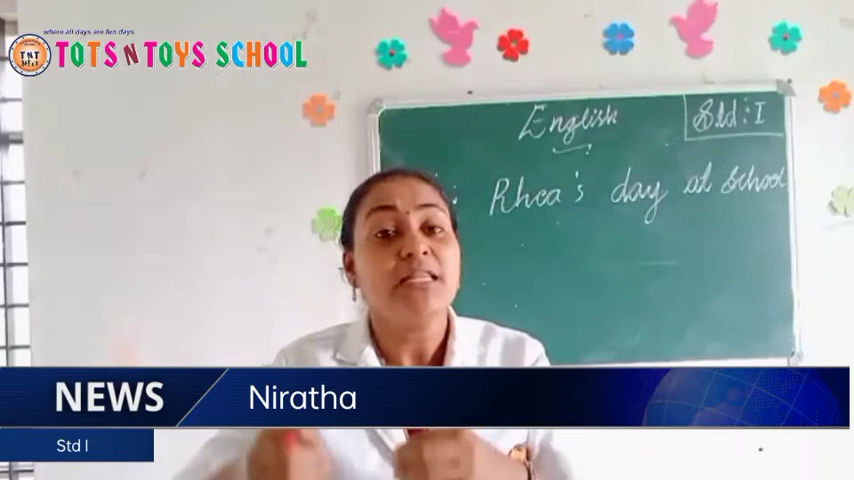 where all days are fun days
TNT
TOTS N TOYS SCHOOL
English
Std : I
: Rhea's day at school
NEWS
Niratha
Std I